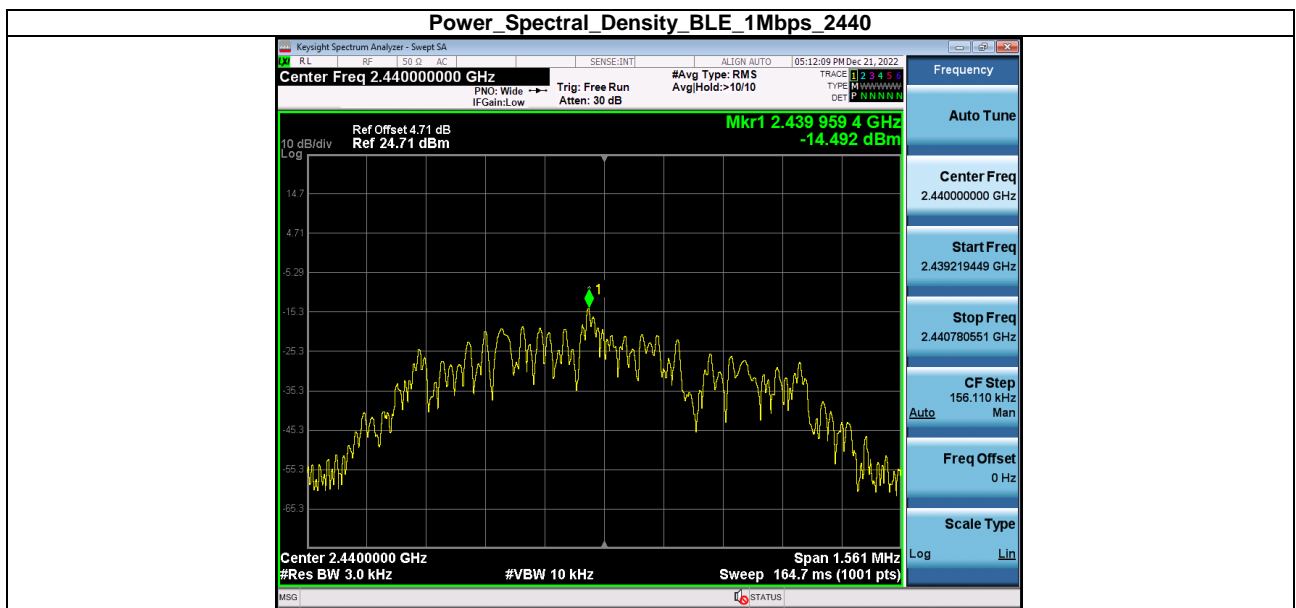 Power_Spectral_Density_BLE_1Mbps_2440
Keysight Spectrum Analyzer - Swept SA
LXI RL RF 50 Ω AC SENSE:INT ALIGN AUTO 05:12:09 PM Dec 21, 2022
Center Freq 2.440000000 GHz
PNO: Wide
IFGain:Low
Trig: Free Run
Atten: 30 dB
#Avg Type: RMS
Avg|Hold:>10/10
TRACE 1 2 3 4 5 6
TYPE M WWWWW
DET P N N N N N
Mkr1 2.439 959 4 GHz
-14.492 dBm
Ref Offset 4.71 dB
10 dB/div Ref 24.71 dBm
Log
14.7
4.71
-5.29
-15.3
-25.3
-35.3
-45.3
-55.3
-65.3
1
Center 2.4400000 GHz Span 1.561 MHz
#Res BW 3.0 kHz #VBW 10 kHz Sweep 164.7 ms (1001 pts)
MSG STATUS
Frequency
Auto Tune
Center Freq
2.440000000 GHz
Start Freq
2.439219449 GHz
Stop Freq
2.440780551 GHz
CF Step
156.110 kHz
Auto Man
Freq Offset
0 Hz
Scale Type
Log Lin